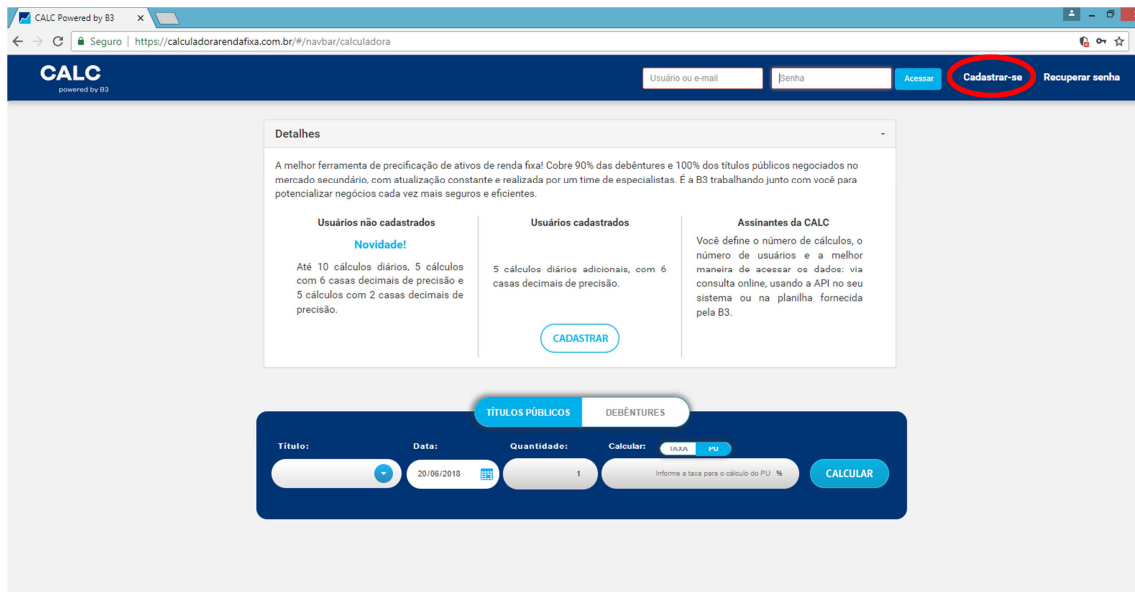 CALC Powered by B3
Seguro | https://calculadorarendafixa.com.br/#/navbar/calculadora
CALC
powered by B3
Usuário ou e-mail
Senha
Acessar
Cadastrar-se
Recuperar senha
Detalhes
-
A melhor ferramenta de precificação de ativos de renda fixa! Cobre 90% das debêntures e 100% dos títulos públicos negociados no
mercado secundário, com atualização constante e realizada por um time de especialistas. É a B3 trabalhando junto com você para
potencializar negócios cada vez mais seguros e eficientes.
Usuários não cadastrados
Novidade!
Até 10 cálculos diários, 5 cálculos
com 6 casas decimais de precisão e
5 cálculos com 2 casas decimais de
precisão.
Usuários cadastrados
5 cálculos diários adicionais, com 6
casas decimais de precisão.
CADASTRAR
Assinantes da CALC
Você define o número de cálculos, o
número de usuários e a melhor
maneira de acessar os dados: via
consulta online, usando a API no seu
sistema ou na planilha fornecida
pela B3.
TÍTULOS PÚBLICOS
DEBÊNTURES
Título:
Data:
Quantidade:
Calcular:
TAXA
PU
20/06/2018
1
Informe a taxa para o cálculo do PU %
CALCULAR